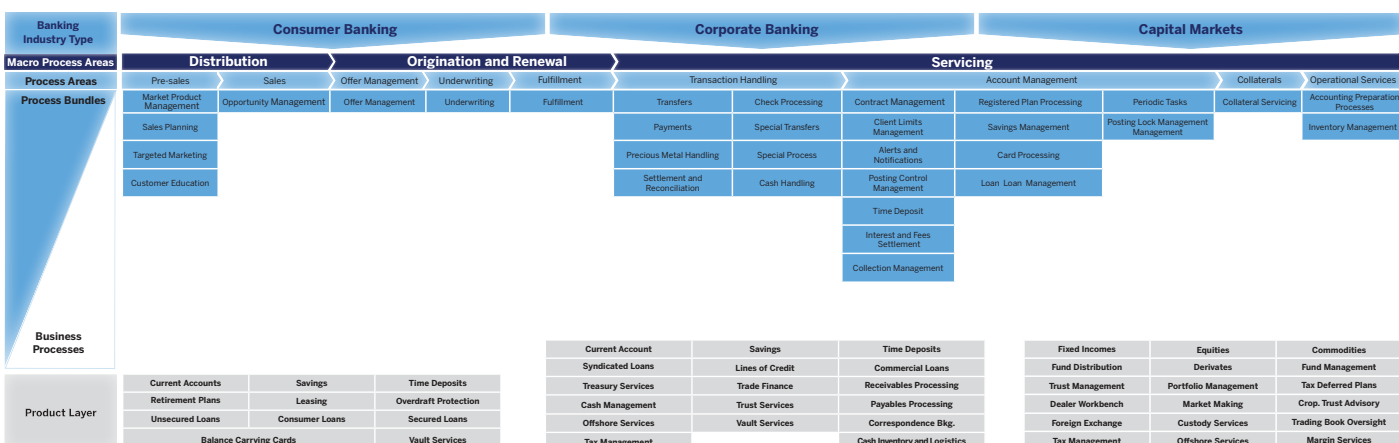 Banking
Industry Type
Consumer Banking
Corporate Banking
Capital Markets
Macro Process Areas
Distribution
Origination and Renewal
Servicing
Process Areas
Pre-sales
Sales
Offer Management
Underwriting
Fulfillment
Transaction Handling
Account Management
Collaterals
Operational Services
Process Bundles
Market Product
Management
Opportunity Management
Offer Management
Underwriting
Fulfillment
Transfers
Check Processing
Contract Management
Registered Plan Processing
Periodic Tasks
Collateral Servicing
Accounting Preparation
Processes
Sales Planning
Payments
Special Transfers
Client Limits
Management
Savings Management
Posting Lock Management
Management
Inventory Management
Targeted Marketing
Precious Metal Handling
Special Process
Alerts and
Notifications
Card Processing
Customer Education
Settlement and
Reconciliation
Cash Handling
Posting Control
Management
Loan Loan Management
Time Deposit
Interest and Fees
Settlement
Collection Management
Business
Processes
Product Layer
Current Accounts
Savings
Time Deposits
Retirement Plans
Leasing
Overdraft Protection
Unsecured Loans
Consumer Loans
Secured Loans
Balance Carrying Cards
Vault Services
Current Account
Savings
Time Deposits
Syndicated Loans
Lines of Credit
Commercial Loans
Treasury Services
Trade Finance
Receivables Processing
Cash Management
Trust Services
Payables Processing
Offshore Services
Vault Services
Correspondence Bkg.
Tax Management
Cash Inventory and Logistics
Fixed Incomes
Equities
Commodities
Fund Distribution
Derivates
Fund Management
Trust Management
Portfolio Management
Tax Deferred Plans
Dealer Workbench
Market Making
Crop. Trust Advisory
Foreign Exchange
Custody Services
Trading Book Oversight
Tax Management
Offshore Services
Margin Services